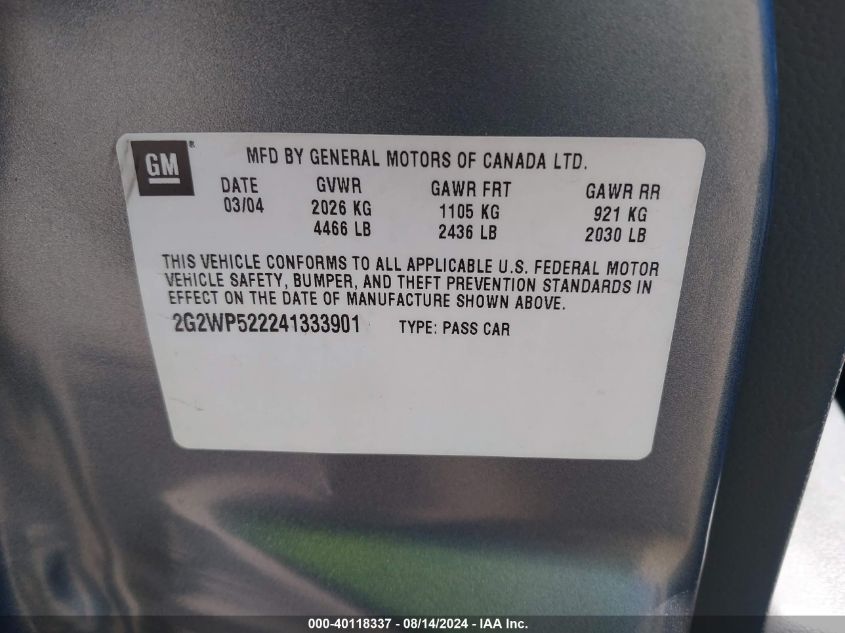 GM ®
MFD BY GENERAL MOTORS OF CANADA LTD.
DATE GVWR GAWR FRT GAWR RR
03/04 2026 KG 1105 KG 921 KG
4466 LB 2436 LB 2030 LB
THIS VEHICLE CONFORMS TO ALL APPLICABLE U.S. FEDERAL MOTOR
VEHICLE SAFETY, BUMPER, AND THEFT PREVENTION STANDARDS IN
EFFECT ON THE DATE OF MANUFACTURE SHOWN ABOVE.
2G2WP522241333901 TYPE: PASS CAR
000-40118337 - 08/14/2024 - IAA Inc.